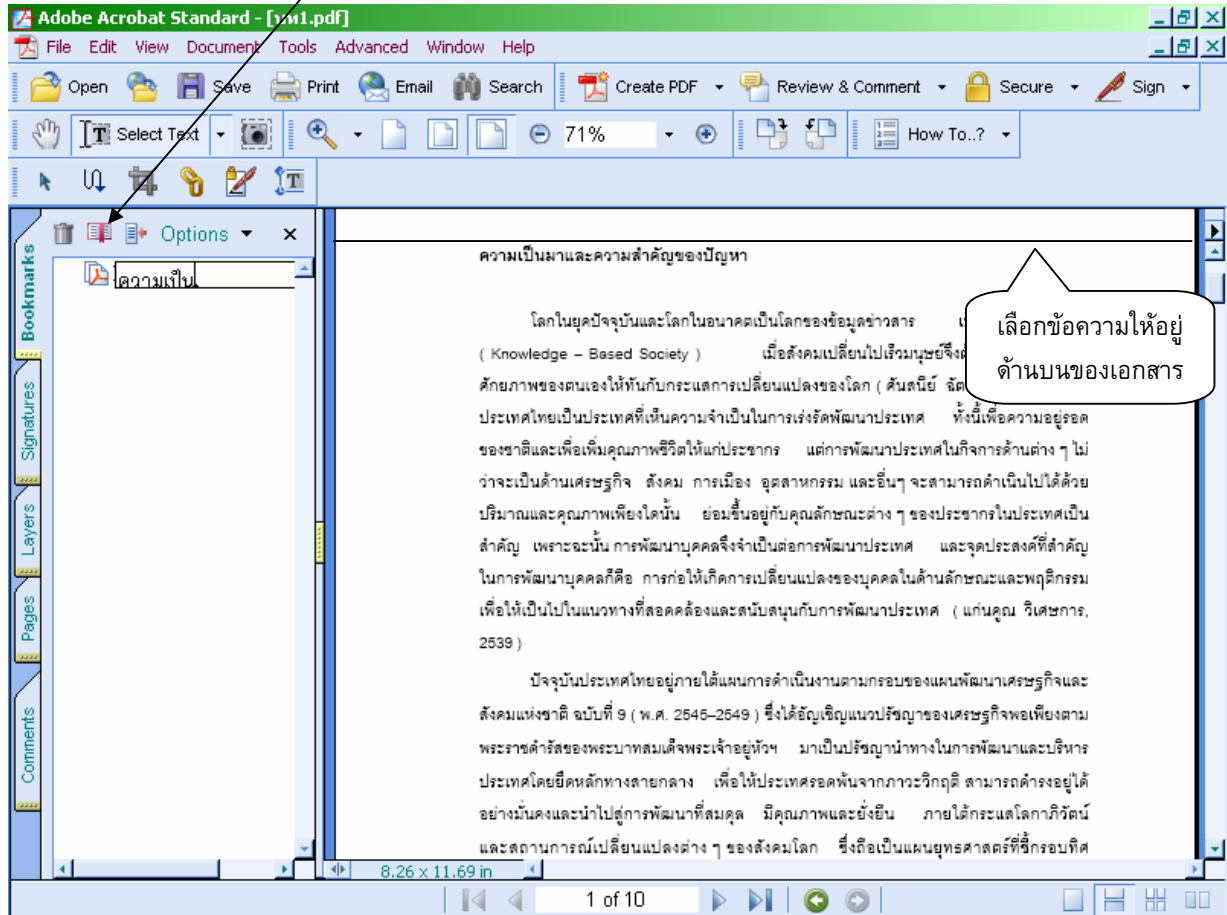 Adobe Acrobat Standard - [บท1.pdf]
File Edit View Document Tools Advanced Window Help
Open Save Print Email Search Create PDF Review & Comment Secure Sign
Select Text 71% How To..?
Options
Bookmarks
Signatures
Layers
Pages
Comments
ความเป็น
ความเป็นมาและความสำคัญของปัญหา
โลกในยุคปัจจุบันและโลกในอนาคตเป็นโลกของข้อมูลข่าวสาร
( Knowledge – Based Society ) เมื่อสังคมเปลี่ยนไปเร็วมนุษย์จึง
ศักยภาพของตนเองให้ทันกับกระแสการเปลี่ยนแปลงของโลก ( ศันสนีย์ ฉัตร
ประเทศไทยเป็นประเทศที่เห็นความจำเป็นในการเร่งรัดพัฒนาประเทศ ทั้งนี้เพื่อความอยู่รอด
ของชาติและเพื่อเพิ่มคุณภาพชีวิตให้แก่ประชากร แต่การพัฒนาประเทศในกิจการด้านต่าง ๆ ไม่
ว่าจะเป็นด้านเศรษฐกิจ สังคม การเมือง อุตสาหกรรม และอื่นๆ จะสามารถดำเนินไปได้ด้วย
ปริมาณและคุณภาพเพียงใดนั้น ย่อมขึ้นอยู่กับคุณลักษณะต่าง ๆ ของประชากรในประเทศเป็น
สำคัญ เพราะฉะนั้น การพัฒนาบุคคลจึงจำเป็นต่อการพัฒนาประเทศ และจุดประสงค์ที่สำคัญ
ในการพัฒนาบุคคลก็คือ การก่อให้เกิดการเปลี่ยนแปลงของบุคคลในด้านลักษณะและพฤติกรรม
เพื่อให้เป็นไปในแนวทางที่สอดคล้องและสนับสนุนกับการพัฒนาประเทศ ( แก่นคูณ วิเศษการ,
2539 )
ปัจจุบันประเทศไทยอยู่ภายใต้แผนการดำเนินงานตามกรอบของแผนพัฒนาเศรษฐกิจและ
สังคมแห่งชาติ ฉบับที่ 9 ( พ.ศ. 2545–2549 ) ซึ่งได้อัญเชิญแนวปรัชญาของเศรษฐกิจพอเพียงตาม
พระราชดำรัสของพระบาทสมเด็จพระเจ้าอยู่หัวฯ มาเป็นปรัชญานำทางในการพัฒนาและบริหาร
ประเทศโดยยึดหลักทางสายกลาง เพื่อให้ประเทศรอดพ้นจากภาวะวิกฤติ สามารถดำรงอยู่ได้
อย่างมั่นคงและนำไปสู่การพัฒนาที่สมดุล มีคุณภาพและยั่งยืน ภายใต้กระแสโลกาภิวัตน์
และสถานการณ์เปลี่ยนแปลงต่าง ๆ ของสังคมโลก ซึ่งถือเป็นแผนยุทธศาสตร์ที่ชี้กรอบทิศ
เลือกข้อความให้อยู่
ด้านบนของเอกสาร
8.26 x 11.69 in
1 of 10